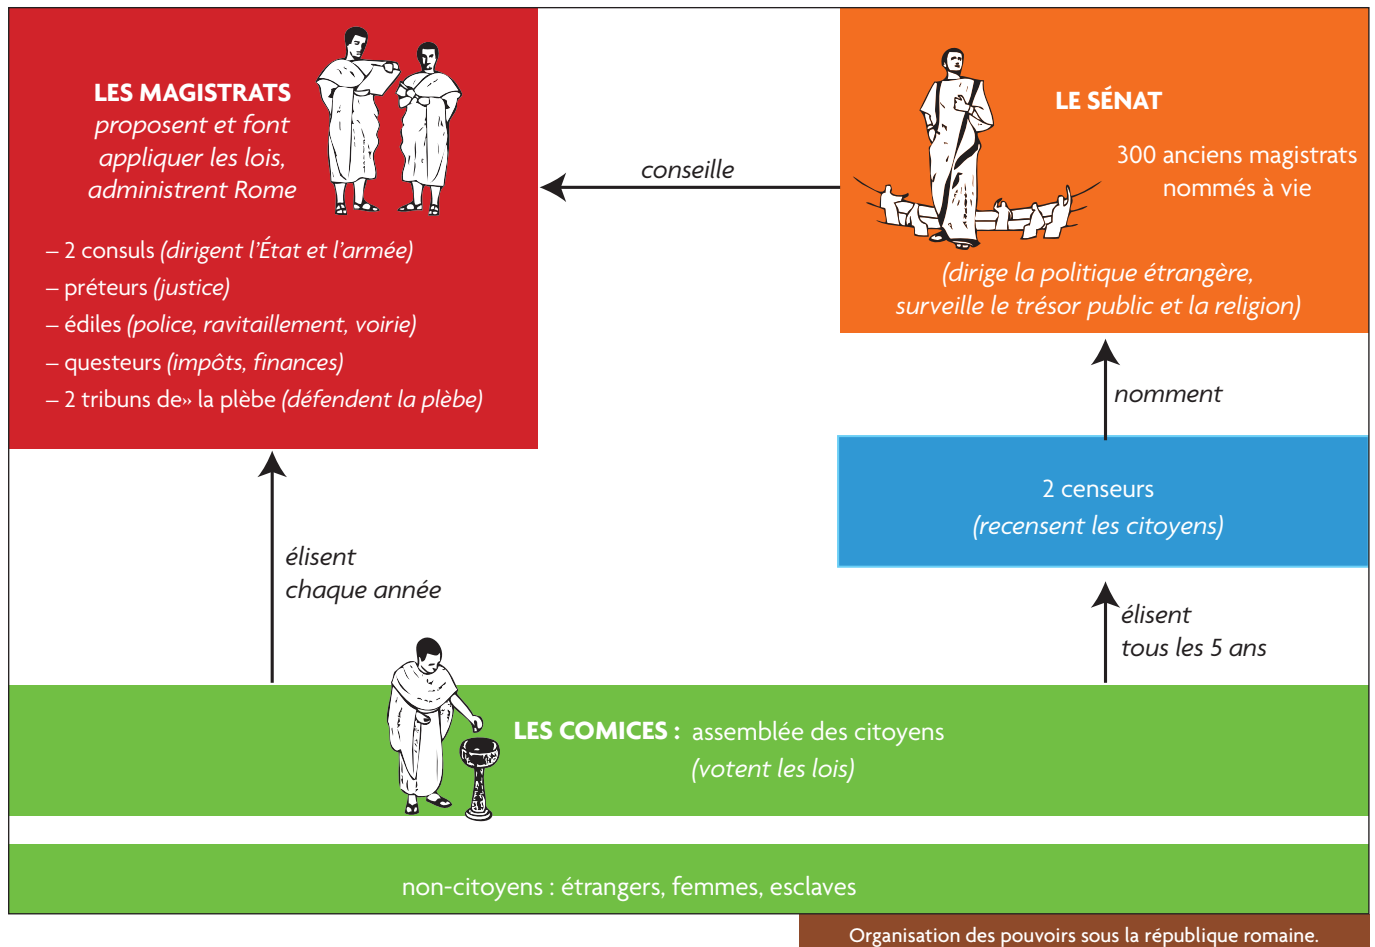 LES MAGISTRATS
proposent et font
appliquer les lois,
administrent Rome
– 2 consuls (dirigent l’État et l’armée)
– préteurs (justice)
– édiles (police, ravitaillement, voirie)
– questeurs (impôts, finances)
– 2 tribuns de» la plèbe (défendent la plèbe)
conseille
LE SÉNAT
300 anciens magistrats
nommés à vie
(dirige la politique étrangère,
surveille le trésor public et la religion)
nomment
2 censeurs
(recensent les citoyens)
élisent
chaque année
élisent
tous les 5 ans
LES COMICES : assemblée des citoyens
(votent les lois)
non-citoyens : étrangers, femmes, esclaves
Organisation des pouvoirs sous la république romaine.